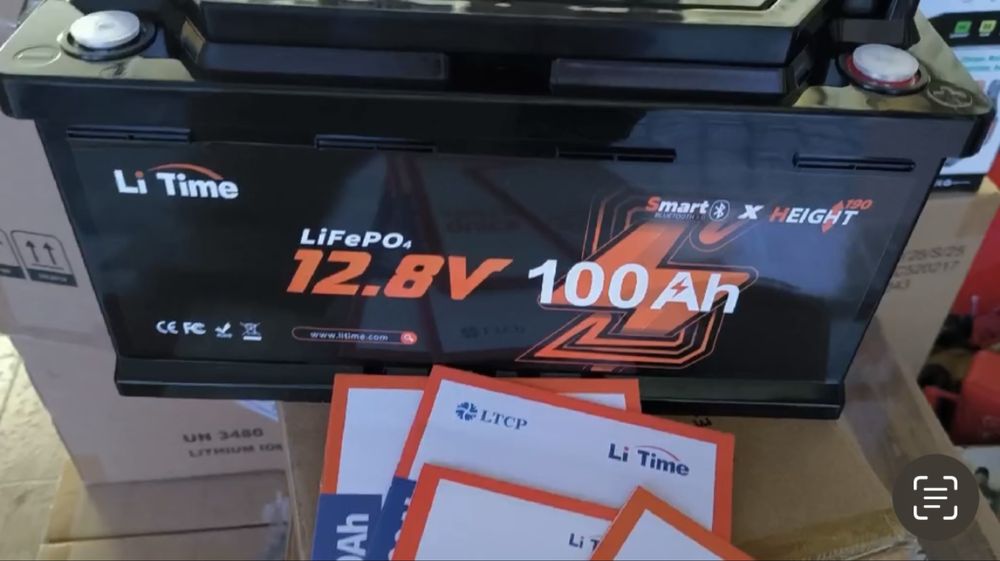 Li Time
Smart X HEIGHT 190
BLUETOOTH
LiFePO₄
12.8V 100Ah
CE FC
www.litime.com
UN 3480
LITHIUM ION
LTCP
Li Time
Li T
0Ah